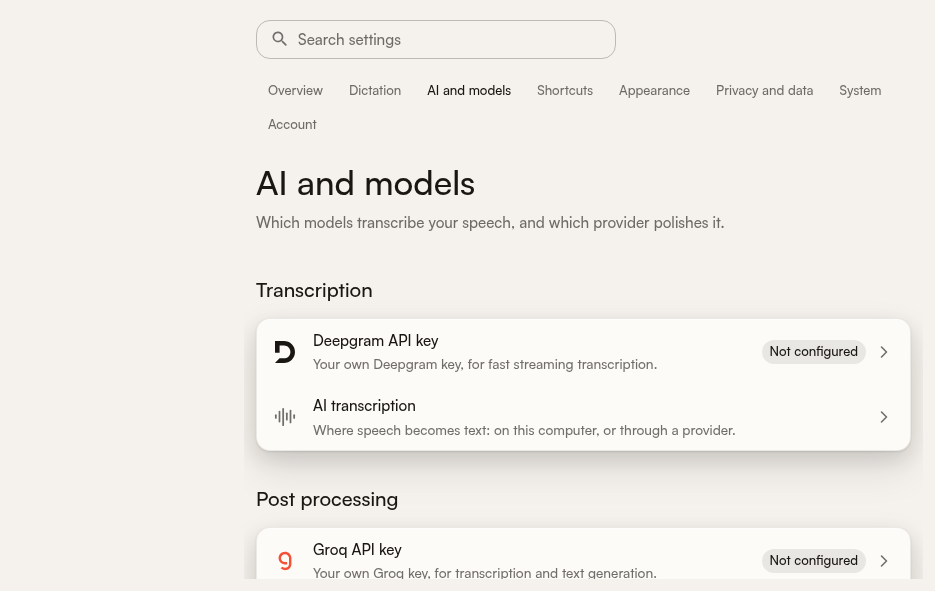 Search settings
Overview Dictation AI and models Shortcuts Appearance Privacy and data System
Account
AI and models
Which models transcribe your speech, and which provider polishes it.
Transcription
Deepgram API key
Your own Deepgram key, for fast streaming transcription.
Not configured
AI transcription
Where speech becomes text: on this computer, or through a provider.
Post processing
Groq API key
Your own Groq key, for transcription and text generation.
Not configured